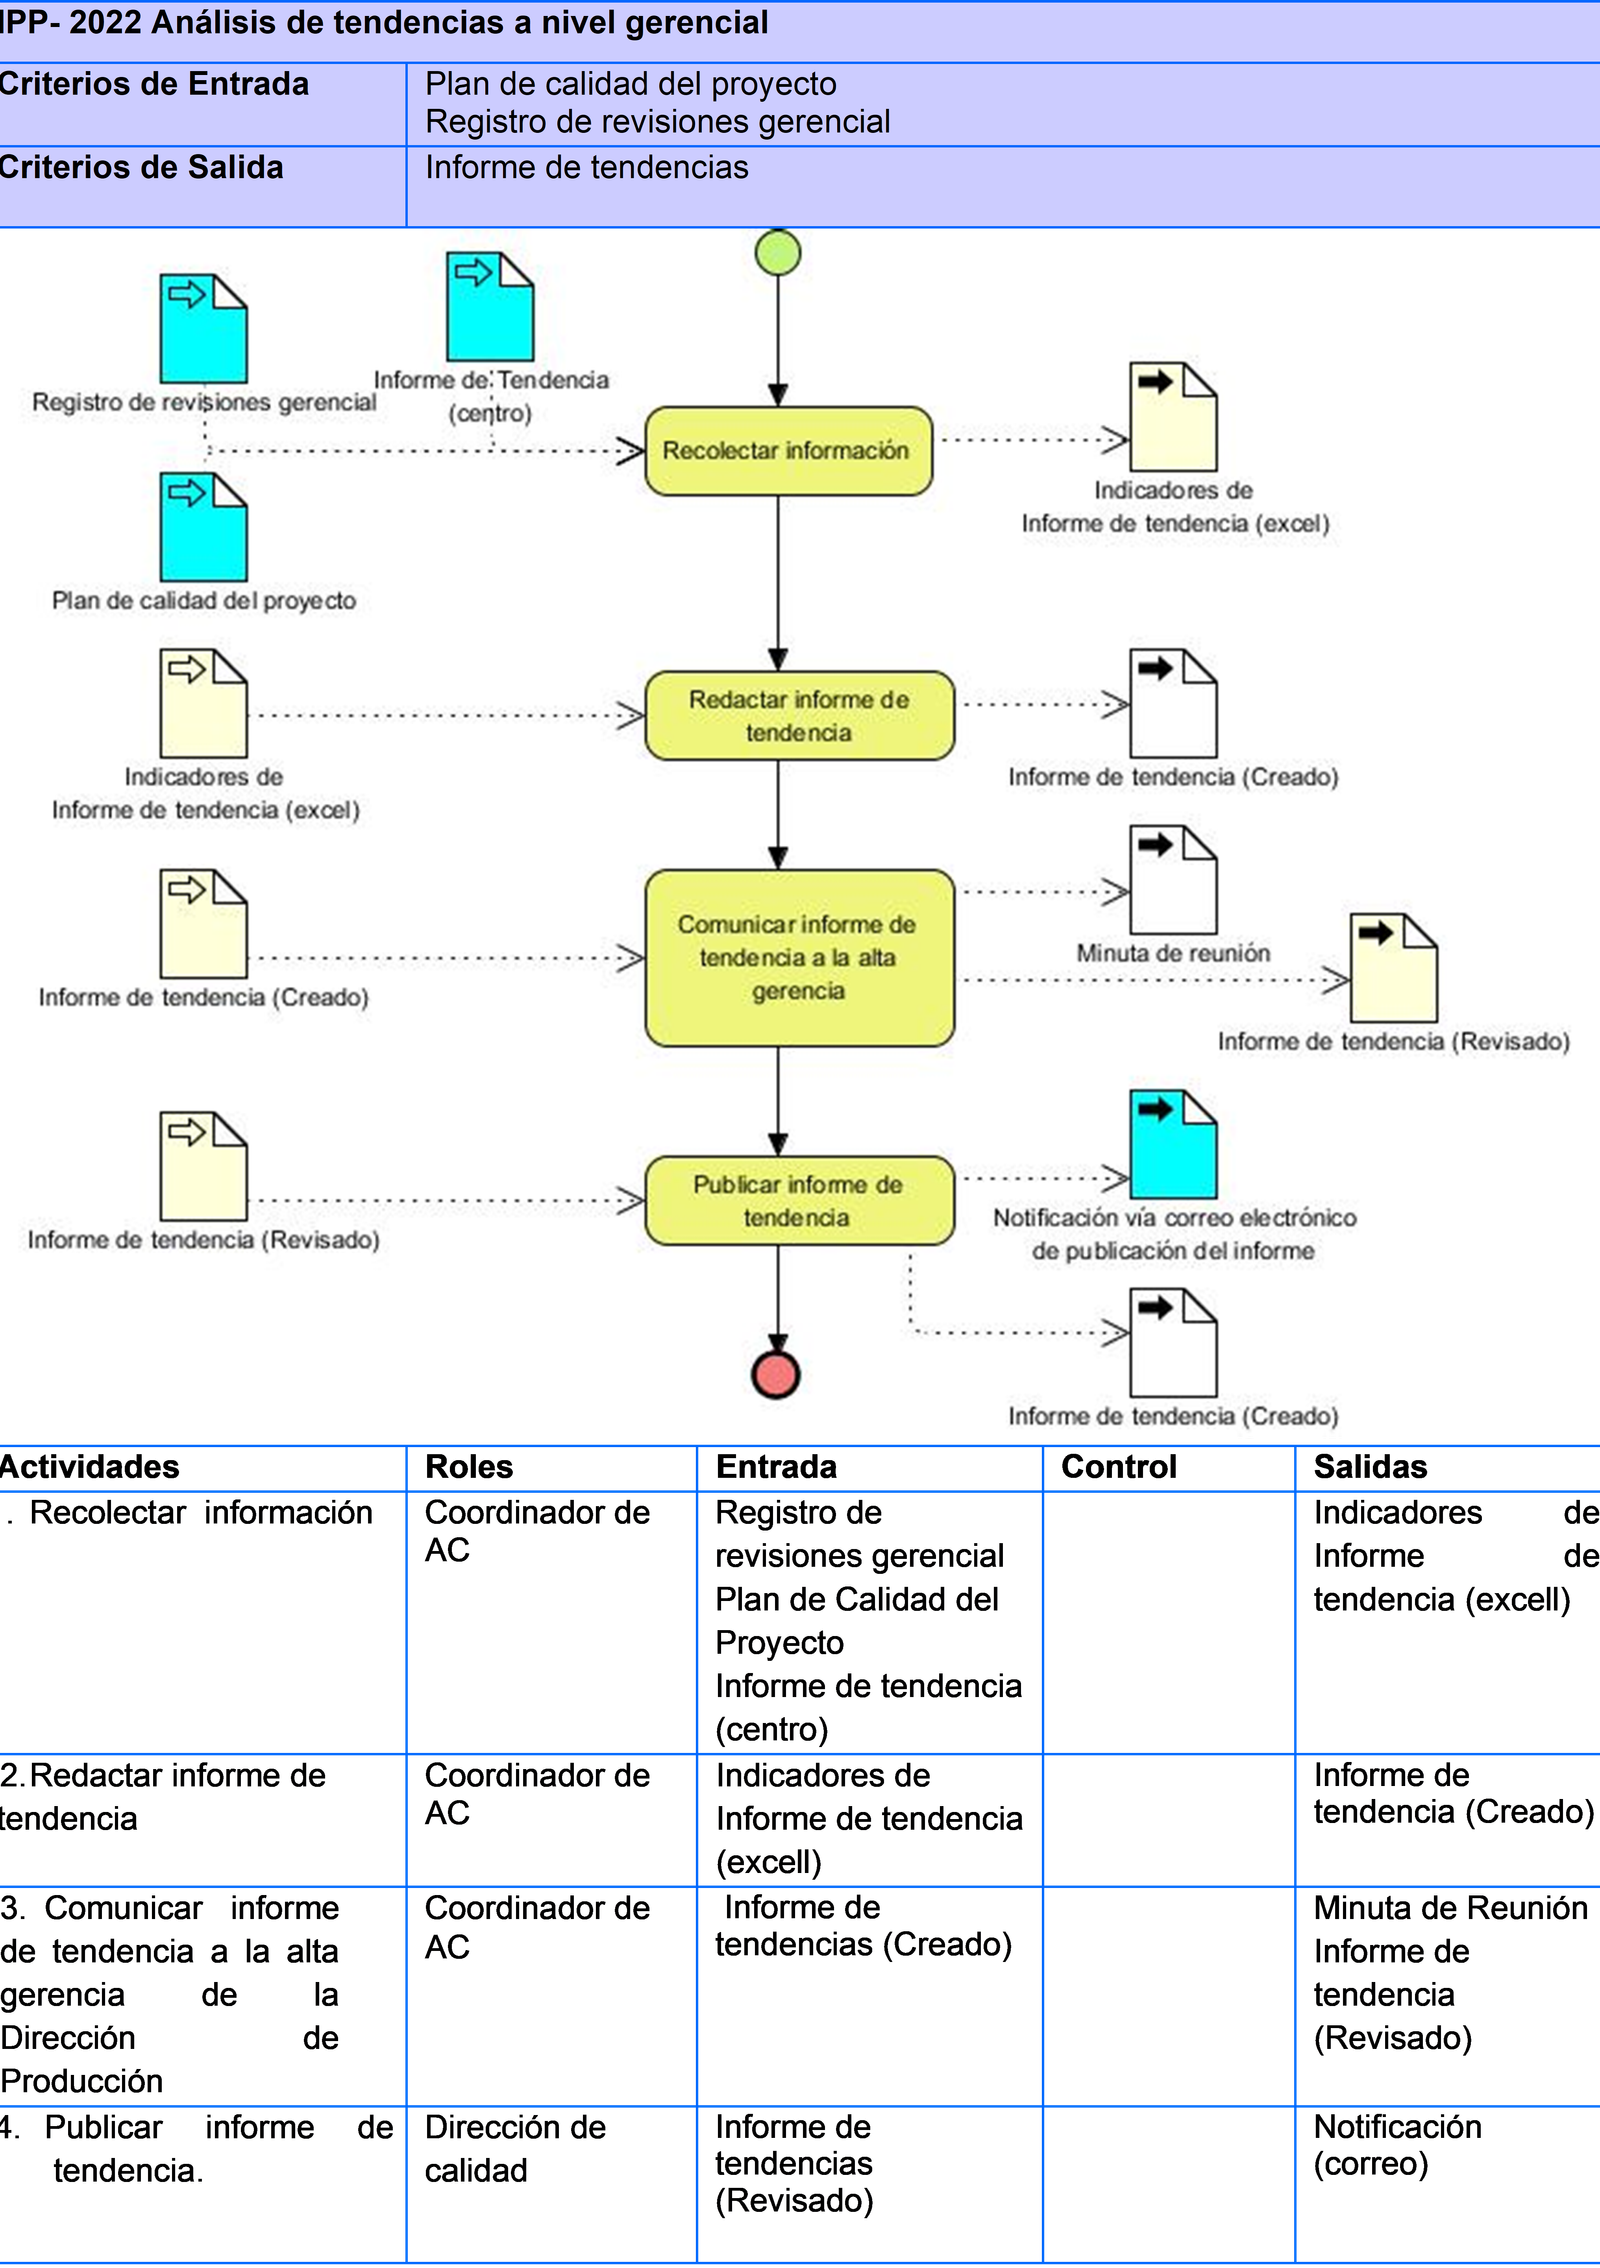 IPP- 2022 Análisis de tendencias a nivel gerencial
Criterios de Entrada
Plan de calidad del proyecto
Registro de revisiones gerencial
Criterios de Salida
Informe de tendencias
Registro de revisiones gerencial
Informe de Tendencia
(centro)
Recolectar información
Indicadores de
Informe de tendencia (excel)
Plan de calidad del proyecto
Indicadores de
Informe de tendencia (excel)
Redactar informe de
tendencia
Informe de tendencia (Creado)
Informe de tendencia (Creado)
Comunicar informe de
tendencia a la alta
gerencia
Minuta de reunión
Informe de tendencia (Revisado)
Informe de tendencia (Revisado)
Publicar informe de
tendencia
Notificación vía correo electrónico
de publicación del informe
Informe de tendencia (Creado)
Actividades
Roles
Entrada
Control
Salidas
. Recolectar información
Coordinador de
AC
Registro de
revisiones gerencial
Plan de Calidad del
Proyecto
Informe de tendencia
(centro)
Indicadores de
Informe de
tendencia (excell)
2. Redactar informe de
tendencia
Coordinador de
AC
Indicadores de
Informe de tendencia
(excell)
Informe de
tendencia (Creado)
3. Comunicar informe
de tendencia a la alta
gerencia de la
Dirección de
Producción
Coordinador de
AC
Informe de
tendencias (Creado)
Minuta de Reunión
Informe de
tendencia
(Revisado)
4. Publicar informe de
tendencia.
Dirección de
calidad
Informe de
tendencias
(Revisado)
Notificación
(correo)